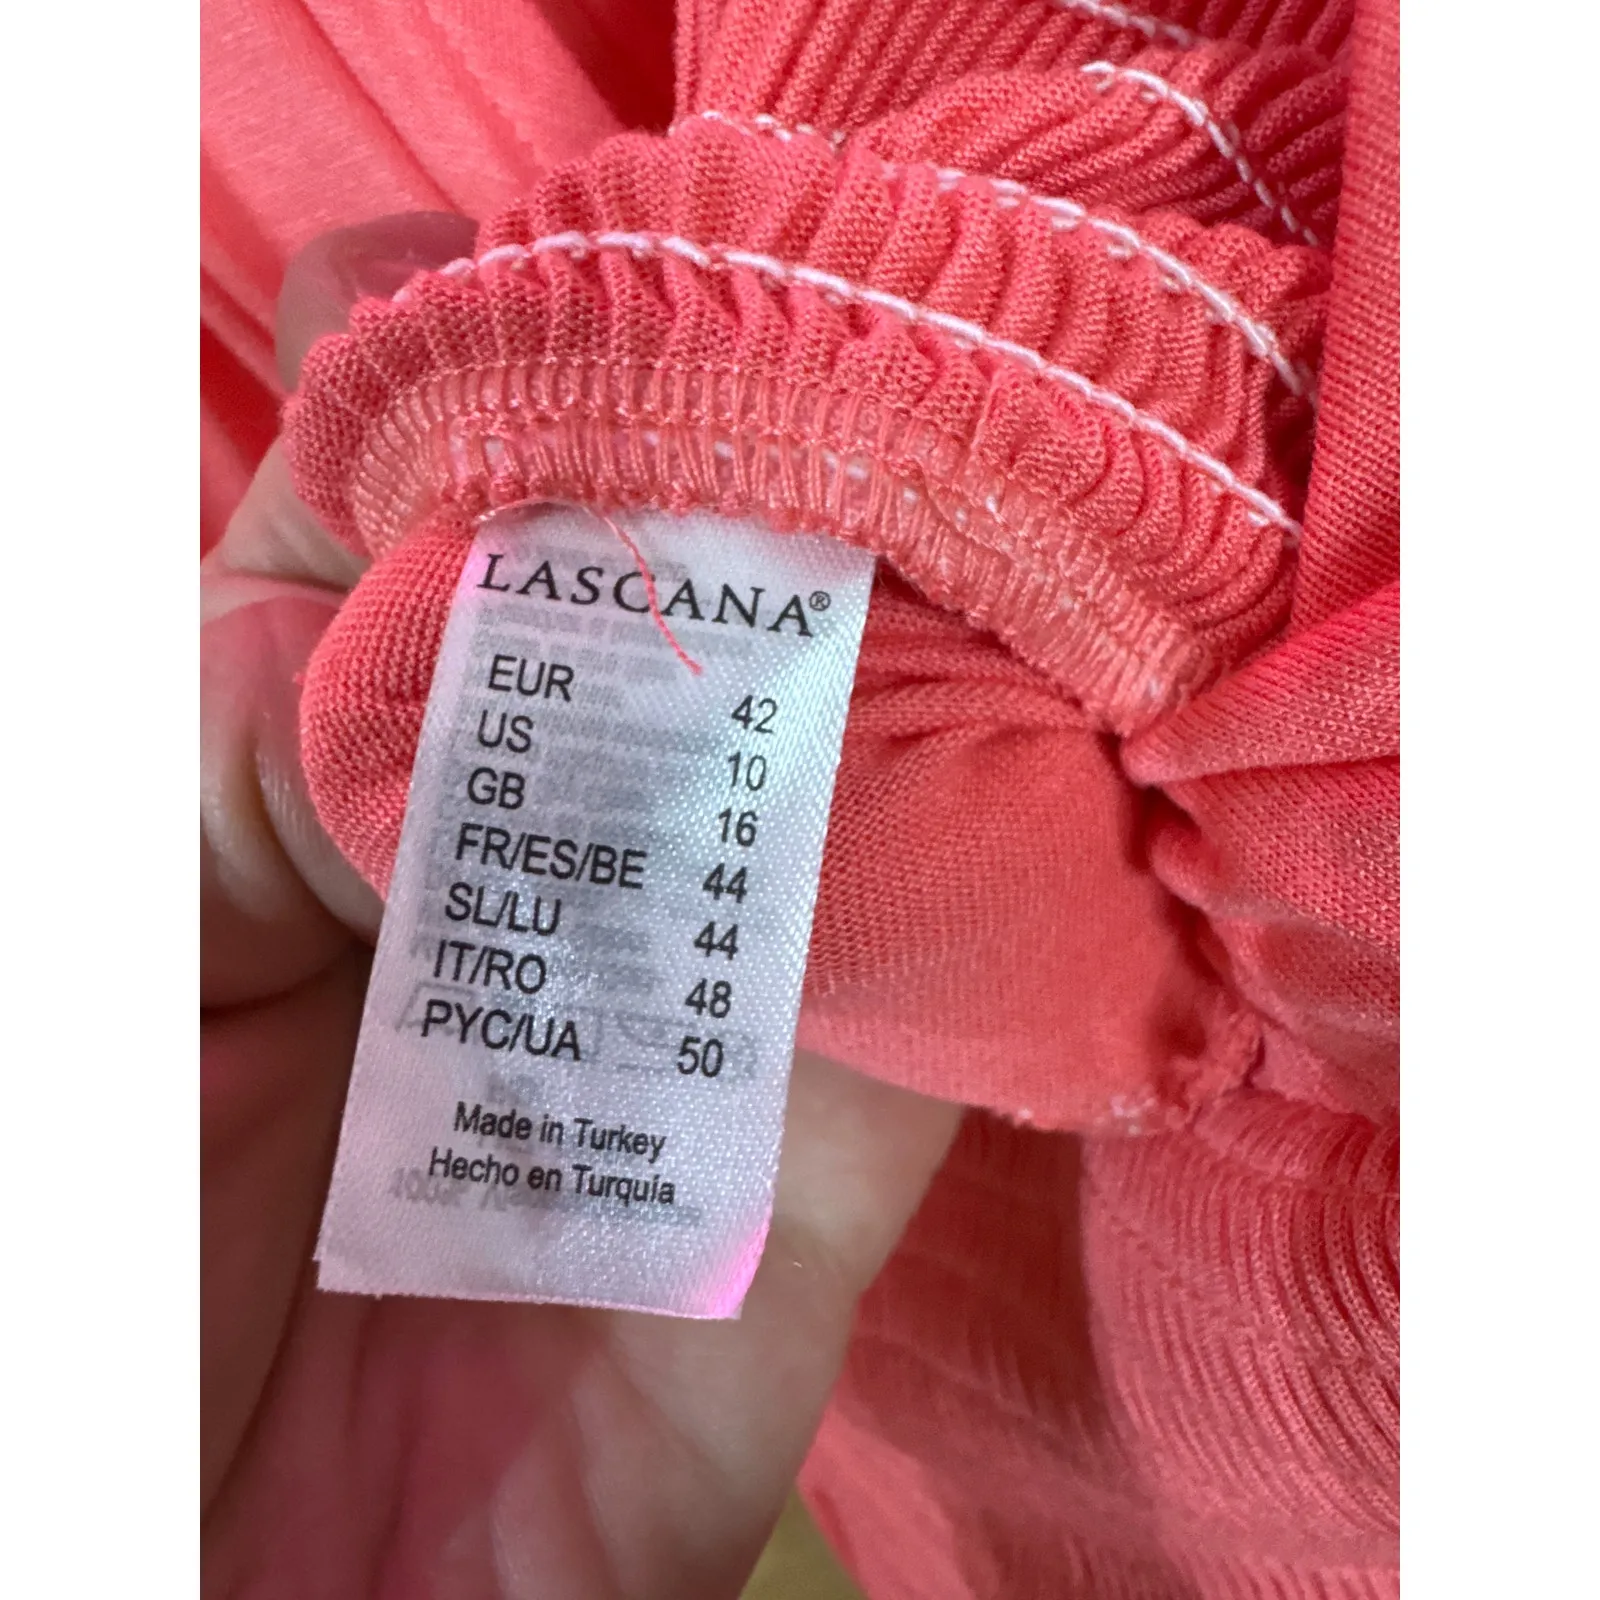 LASCANA®
EUR 42
US 10
GB 16
FR/ES/BE 44
SL/LU 44
IT/RO 48
PYC/UA 50
Made in Turkey
Hecho en Turquía